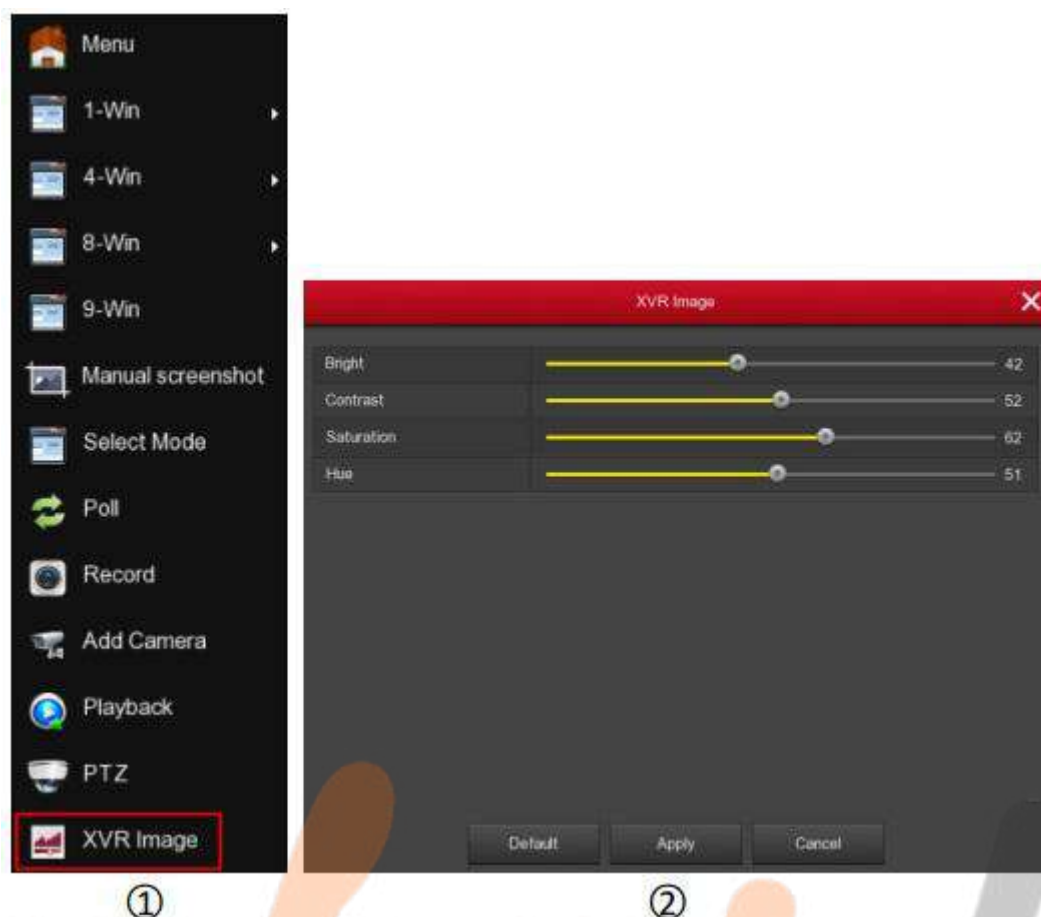 Menu
1-Win
4-Win
8-Win
9-Win
Manual screenshot
Select Mode
Poll
Record
Add Camera
Playback
PTZ
XVR Image
①
XVR Image
Bright 42
Contrast 52
Saturation 62
Hue 51
Default Apply Cancel
②